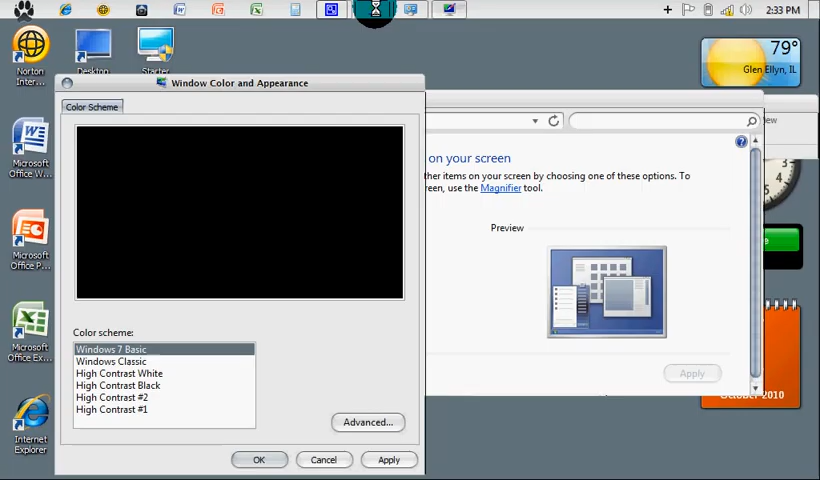 2:33 PM
Norton
Inter...
Desktop
Starter
79°
Glen Ellyn, IL
Window Color and Appearance
Color Scheme
on your screen
ther items on your screen by choosing one of these options. To
reen, use the Magnifier tool.
Preview
Microsoft
Office W...
Microsoft
Office P...
Microsoft
Office Ex...
Internet
Explorer
Color scheme:
Windows 7 Basic
Windows Classic
High Contrast White
High Contrast Black
High Contrast #2
High Contrast #1
Advanced...
OK
Cancel
Apply
Apply
October 2010